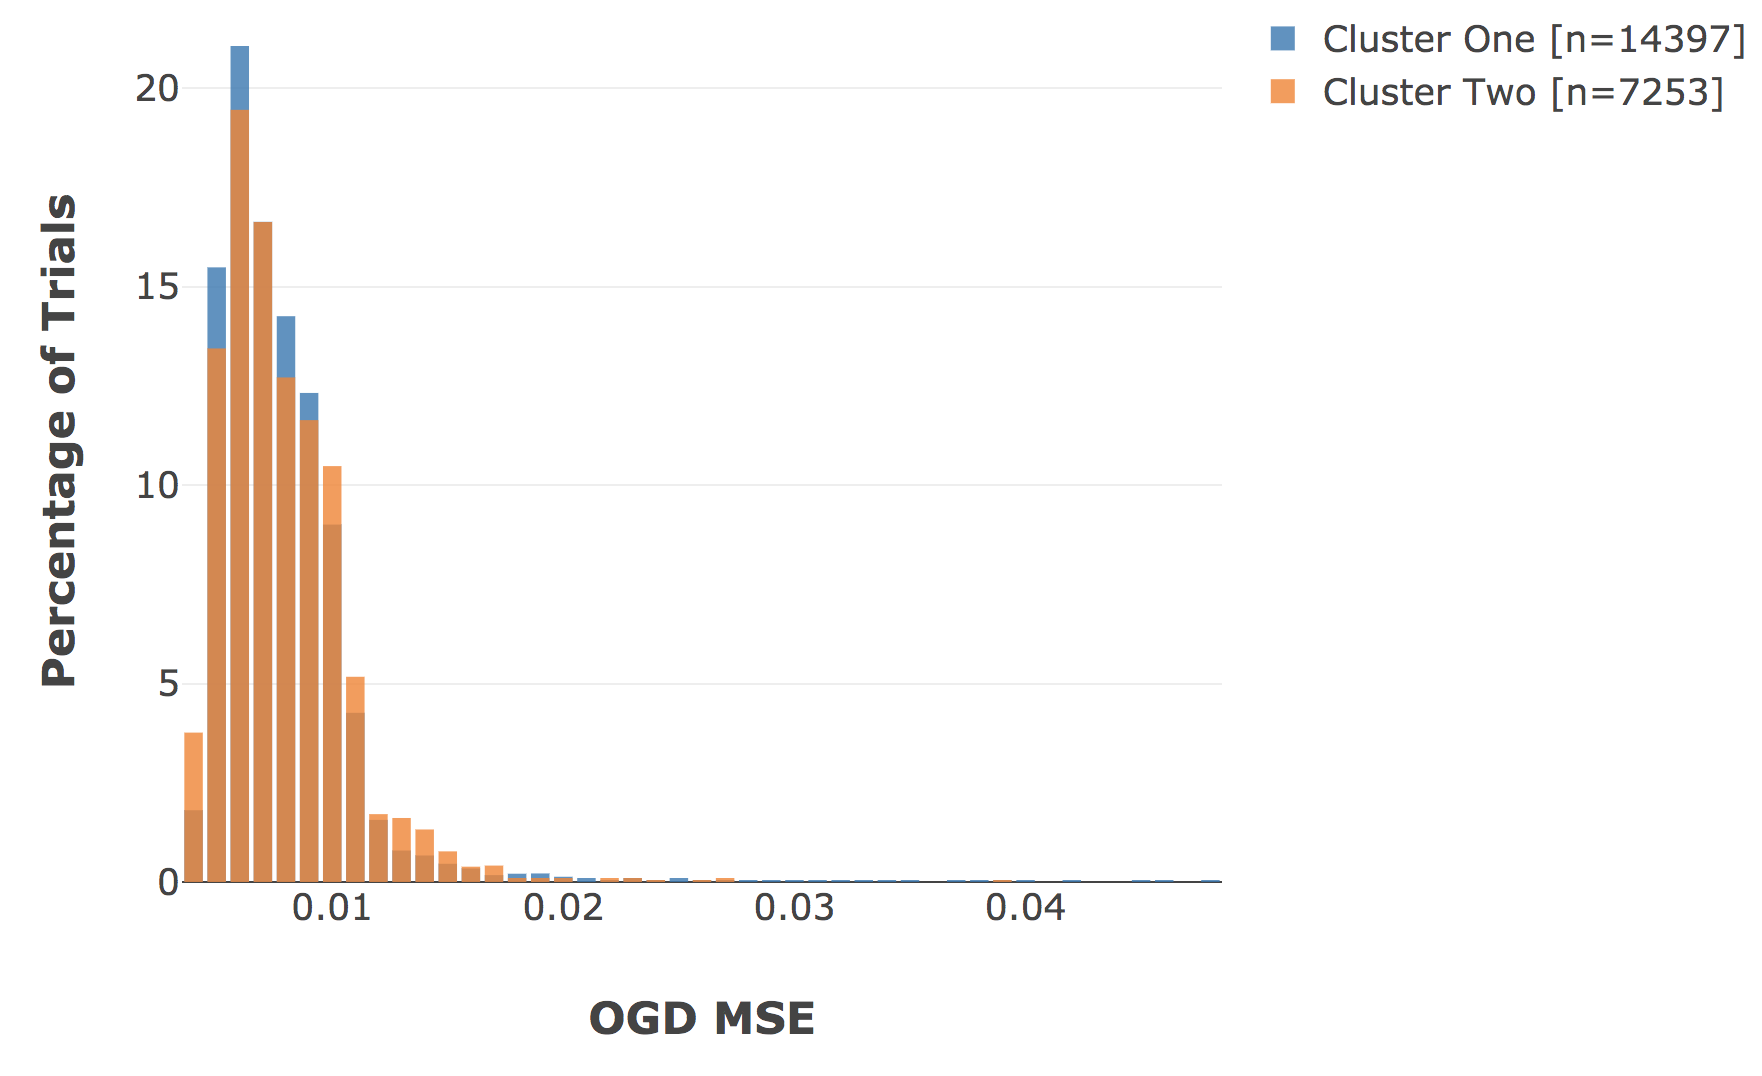 Cluster One [n=14397]
Cluster Two [n=7253]
Percentage of Trials
20
15
10
5
0
0.01
0.02
0.03
0.04
OGD MSE